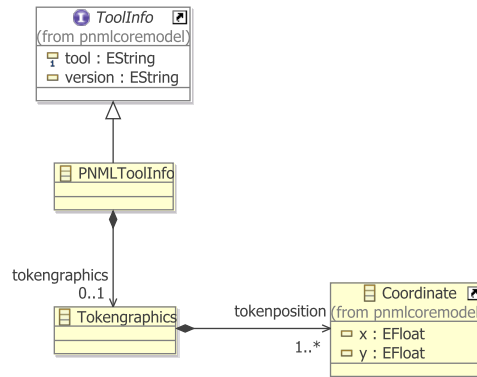 ToolInfo
(from pnmlcoremodel)
tool : EString
1
version : EString
PNMLToolInfo
tokengraphics
0..1
Tokengraphics
tokenposition
1..*
Coordinate
(from pnmlcoremodel
x : EFloat
y : EFloat